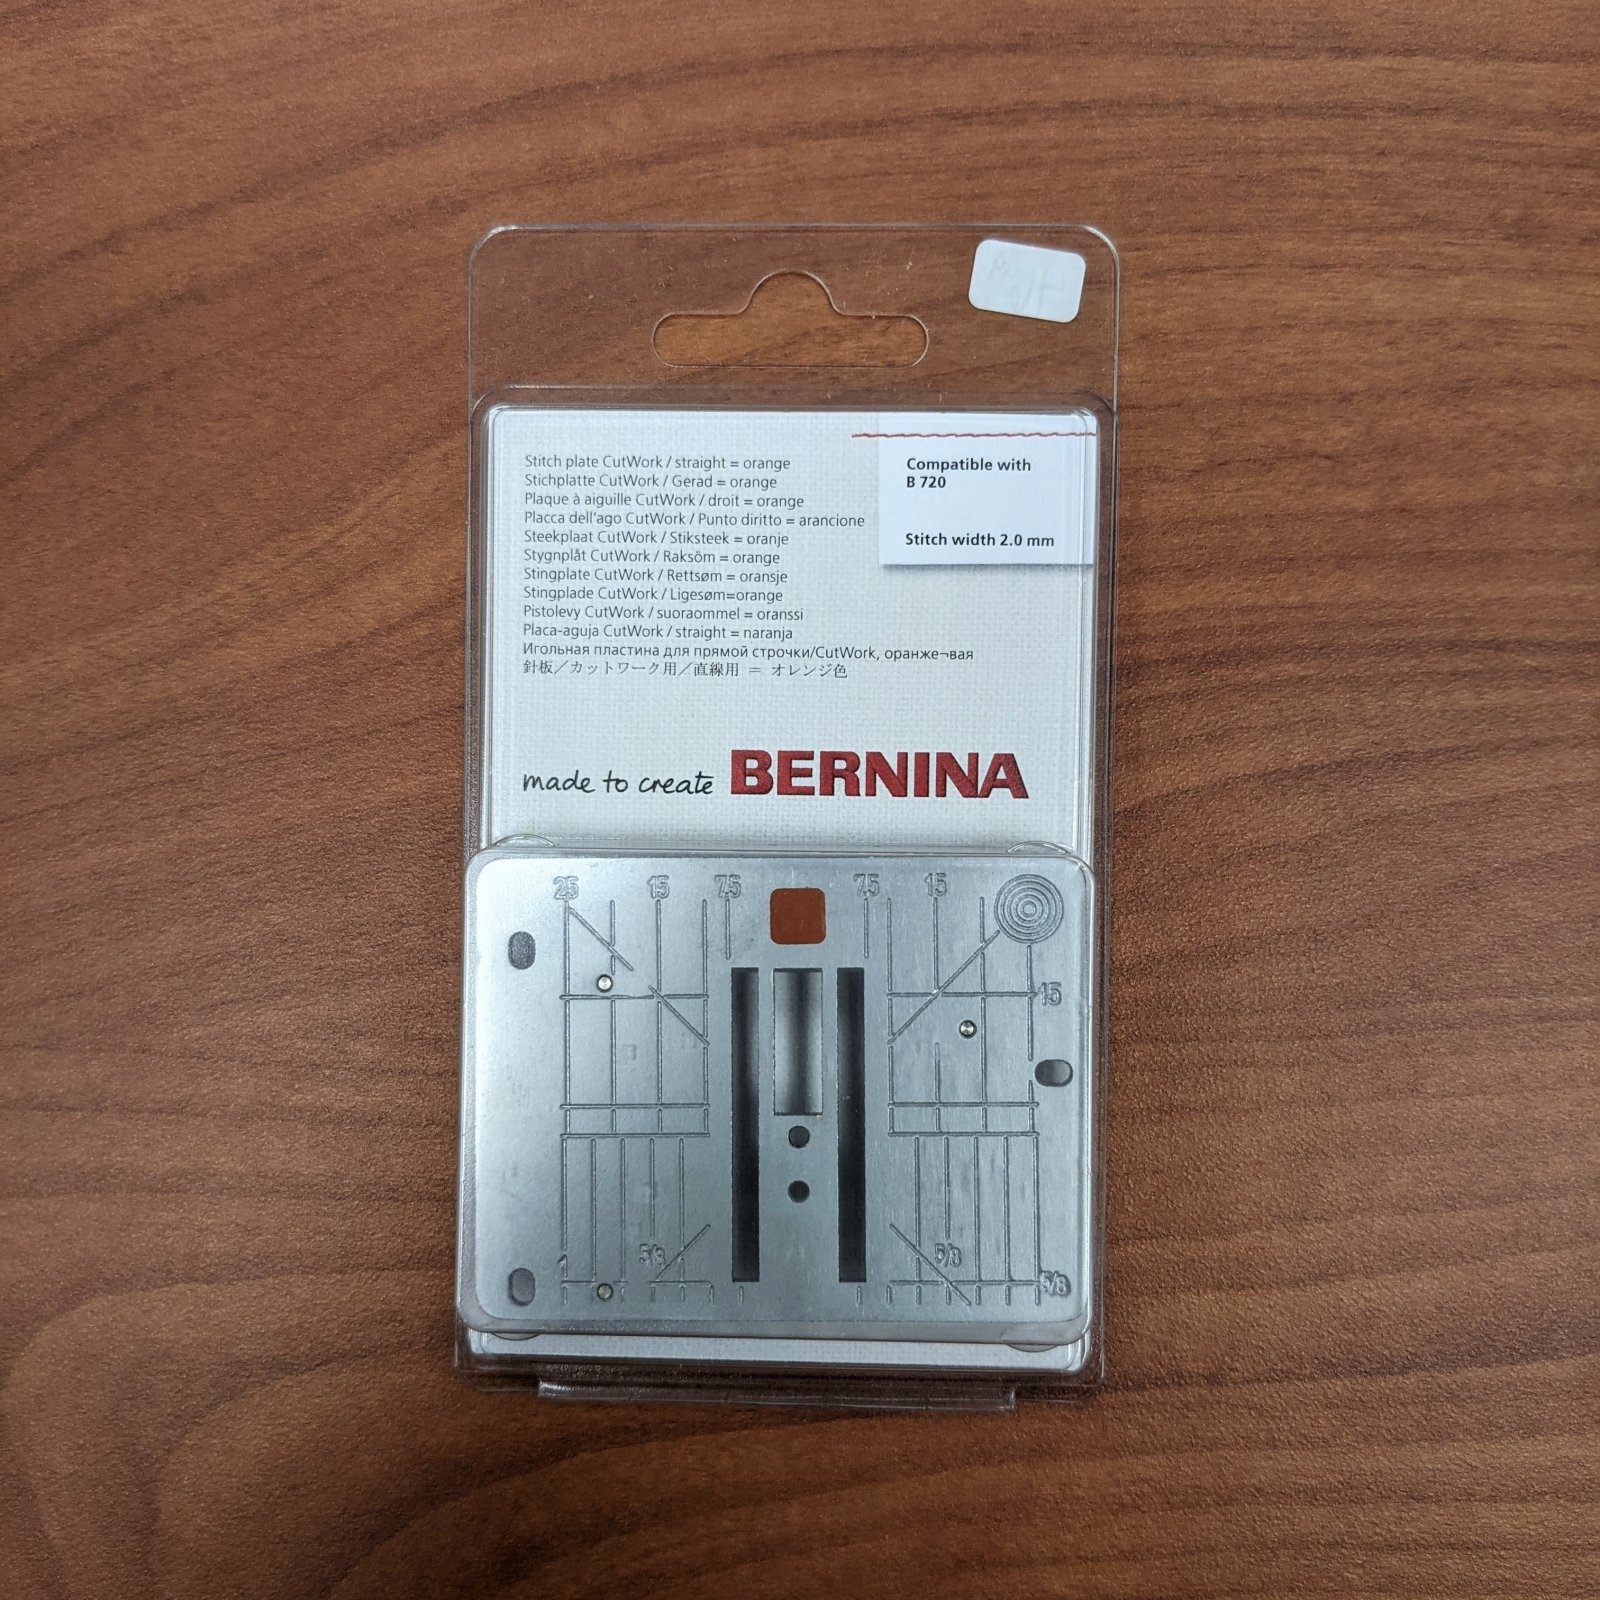 Stitch plate CutWork / straight = orange
Stichplatte CutWork / Gerad = orange
Plaque à aiguille CutWork / droit = orange
Placca dell'ago CutWork / Punto diritto = arancione
Steekplaat CutWork / Stiksteek = oranje
Stygnplåt CutWork / Raksöm = orange
Stingplate CutWork / Rettsøm = oransje
Stingplade CutWork / Ligesøm=orange
Pistolevy CutWork / suoraommel = oranssi
Placa-aguja CutWork / straight = naranja
Игольная пластина для прямой строчки/CutWork, оранже¬вая
針板／カットワーク用／直線用 ＝ オレンジ色
Compatible with
B 720
Stitch width 2.0 mm
made to create BERNINA
25 15 7.5 7.5 15
15
1 5/8 5/8 5/8